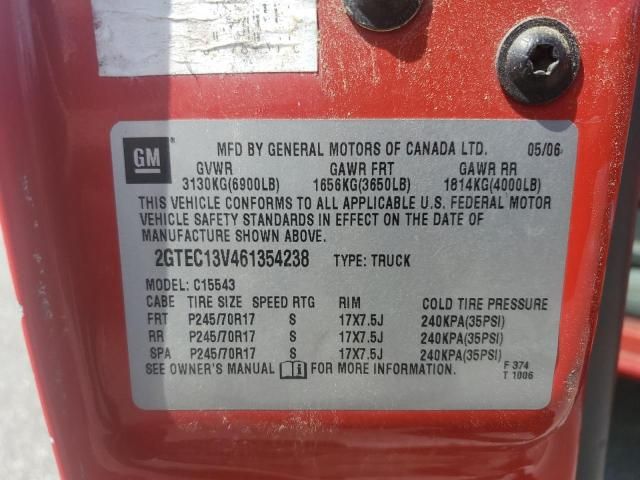 GM
MFD BY GENERAL MOTORS OF CANADA LTD. 05/06
GVWR GAWR FRT GAWR RR
3130KG(6900LB) 1656KG(3650LB) 1814KG(4000LB)
THIS VEHICLE CONFORMS TO ALL APPLICABLE U.S. FEDERAL MOTOR
VEHICLE SAFETY STANDARDS IN EFFECT ON THE DATE OF
MANUFACTURE SHOWN ABOVE.
2GTEC13V461354238 TYPE: TRUCK
MODEL: C15543
CABE TIRE SIZE SPEED RTG RIM COLD TIRE PRESSURE
FRT P245/70R17 S 17X7.5J 240KPA(35PSI)
RR P245/70R17 S 17X7.5J 240KPA(35PSI)
SPA P245/70R17 S 17X7.5J 240KPA(35PSI)
SEE OWNER'S MANUAL FOR MORE INFORMATION. F 374
T 1006